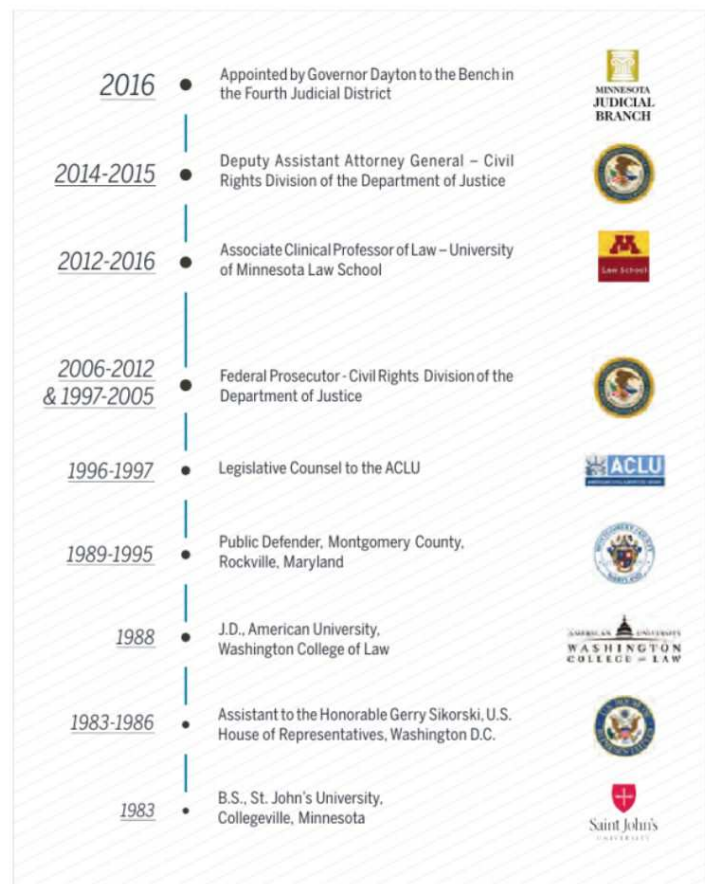 2016
Appointed by Governor Dayton to the Bench in
the Fourth Judicial District
MINNESOTA
JUDICIAL
BRANCH
2014-2015
Deputy Assistant Attorney General – Civil
Rights Division of the Department of Justice
2012-2016
Associate Clinical Professor of Law – University
of Minnesota Law School
M
Law School
2006-2012
& 1997-2005
Federal Prosecutor - Civil Rights Division of the
Department of Justice
1996-1997
Legislative Counsel to the ACLU
ACLU
1989-1995
Public Defender, Montgomery County,
Rockville, Maryland
MONTGOMERY COUNTY
MARYLAND
1988
J.D., American University,
Washington College of Law
AMERICAN UNIVERSITY
WASHINGTON
COLLEGE OF LAW
1983-1986
Assistant to the Honorable Gerry Sikorski, U.S.
House of Representatives, Washington D.C.
1983
B.S., St. John's University,
Collegeville, Minnesota
Saint John's
UNIVERSITY